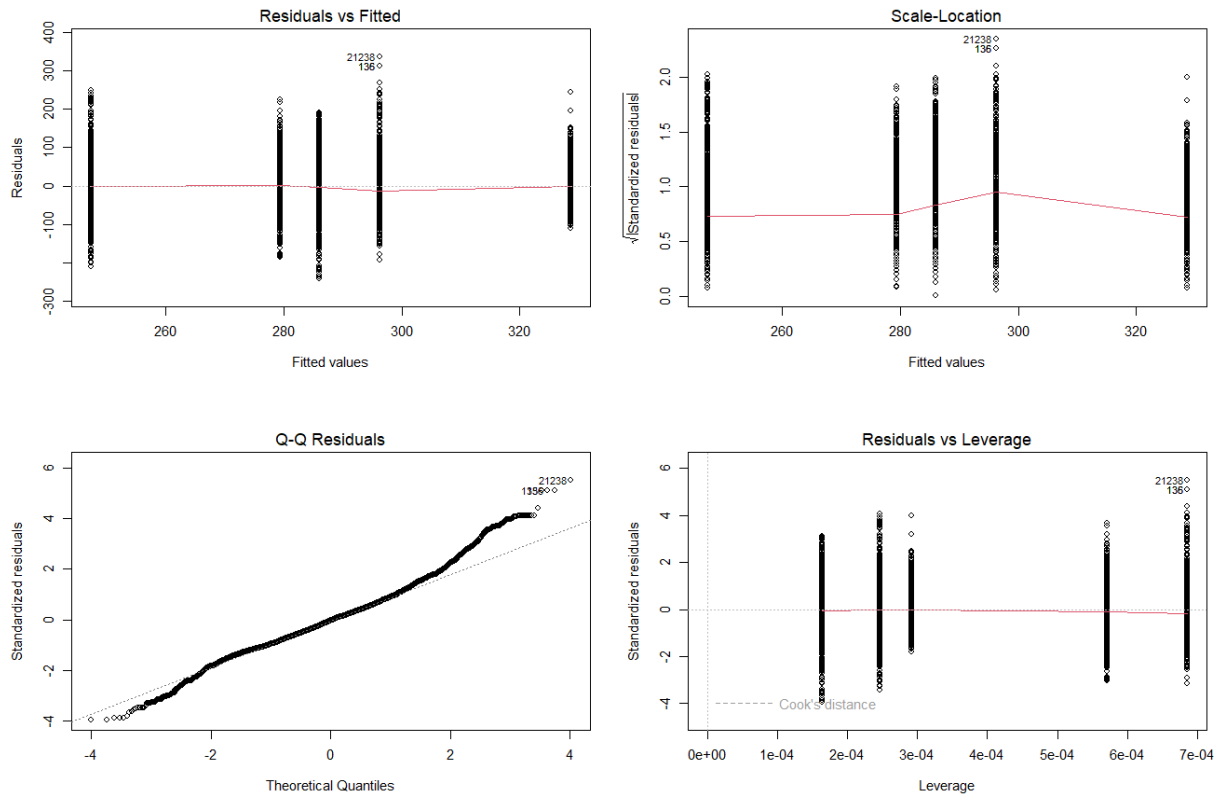 Residuals vs Fitted
400
300
200
100
0
-100
-300
Residuals
21238
136
260
280
300
320
Fitted values
Scale-Location
2.0
1.5
1.0
0.5
0.0
√|Standardized residuals|
21238
136
260
280
300
320
Fitted values
Q-Q Residuals
6
4
2
0
-2
-4
Standardized residuals
21238
-4
-2
0
2
4
Theoretical Quantiles
Residuals vs Leverage
6
4
2
0
-2
-4
Standardized residuals
21238
Cook's distance
0e+00
1e-04
2e-04
3e-04
4e-04
5e-04
6e-04
7e-04
Leverage